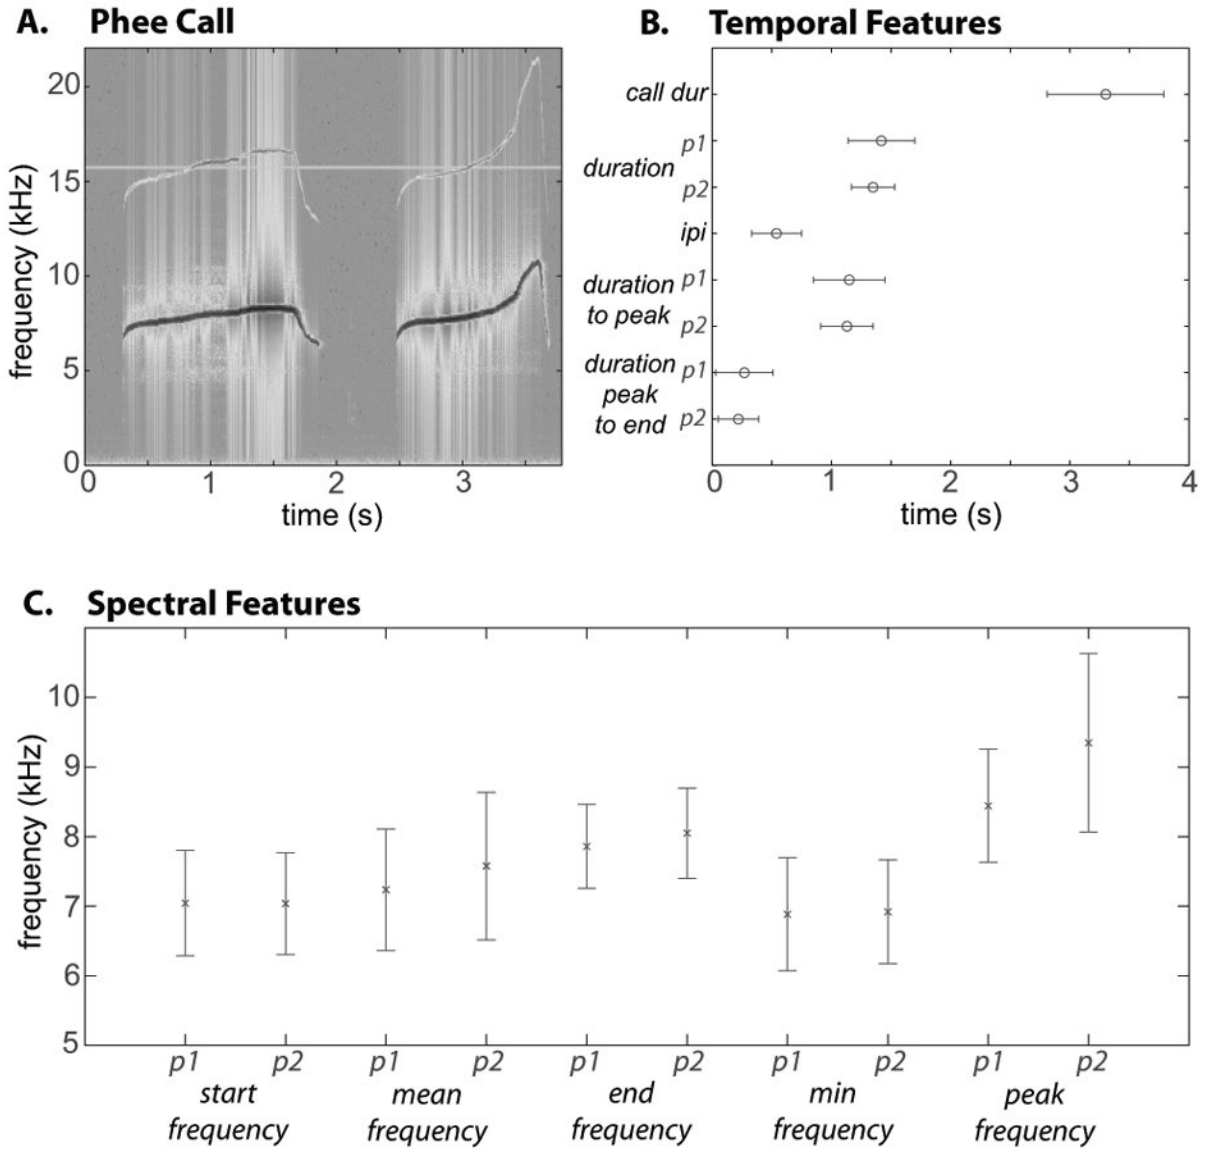 A. Phee Call
frequency (kHz)
20
15
10
5
0
0 1 2 3
time (s)
B. Temporal Features
call dur
duration
p1
p2
ipi
duration
to peak
p1
p2
duration
peak
to end
p1
p2
0 1 2 3 4
time (s)
C. Spectral Features
frequency (kHz)
10
9
8
7
6
5
p1 p2 p1 p2 p1 p2 p1 p2 p1 p2
start mean end min peak
frequency frequency frequency frequency frequency